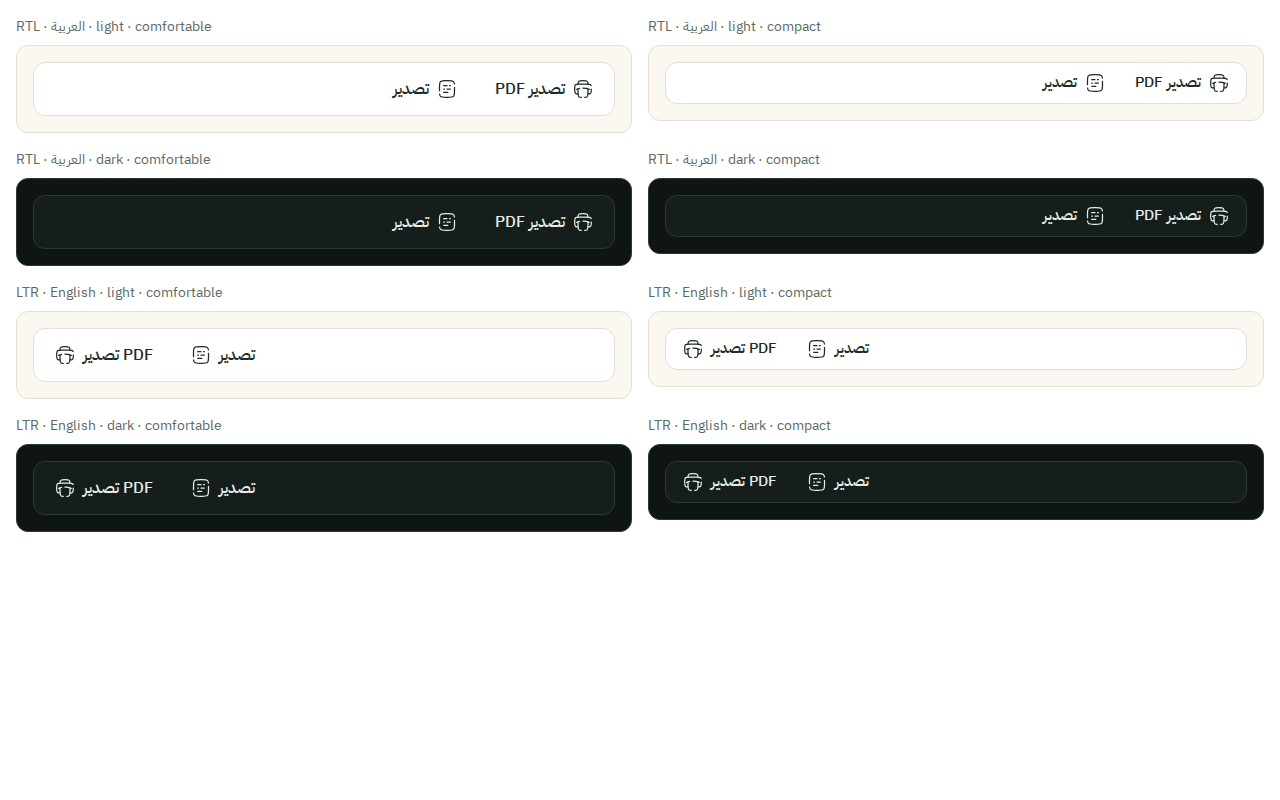 RTL · العربية · light · comfortable
تصدير PDF
تصدير
RTL · العربية · light · compact
تصدير PDF
تصدير
RTL · العربية · dark · comfortable
تصدير PDF
تصدير
RTL · العربية · dark · compact
تصدير PDF
تصدير
LTR · English · light · comfortable
تصدير PDF
تصدير
LTR · English · light · compact
تصدير PDF
تصدير
LTR · English · dark · comfortable
تصدير PDF
تصدير
LTR · English · dark · compact
تصدير PDF
تصدير